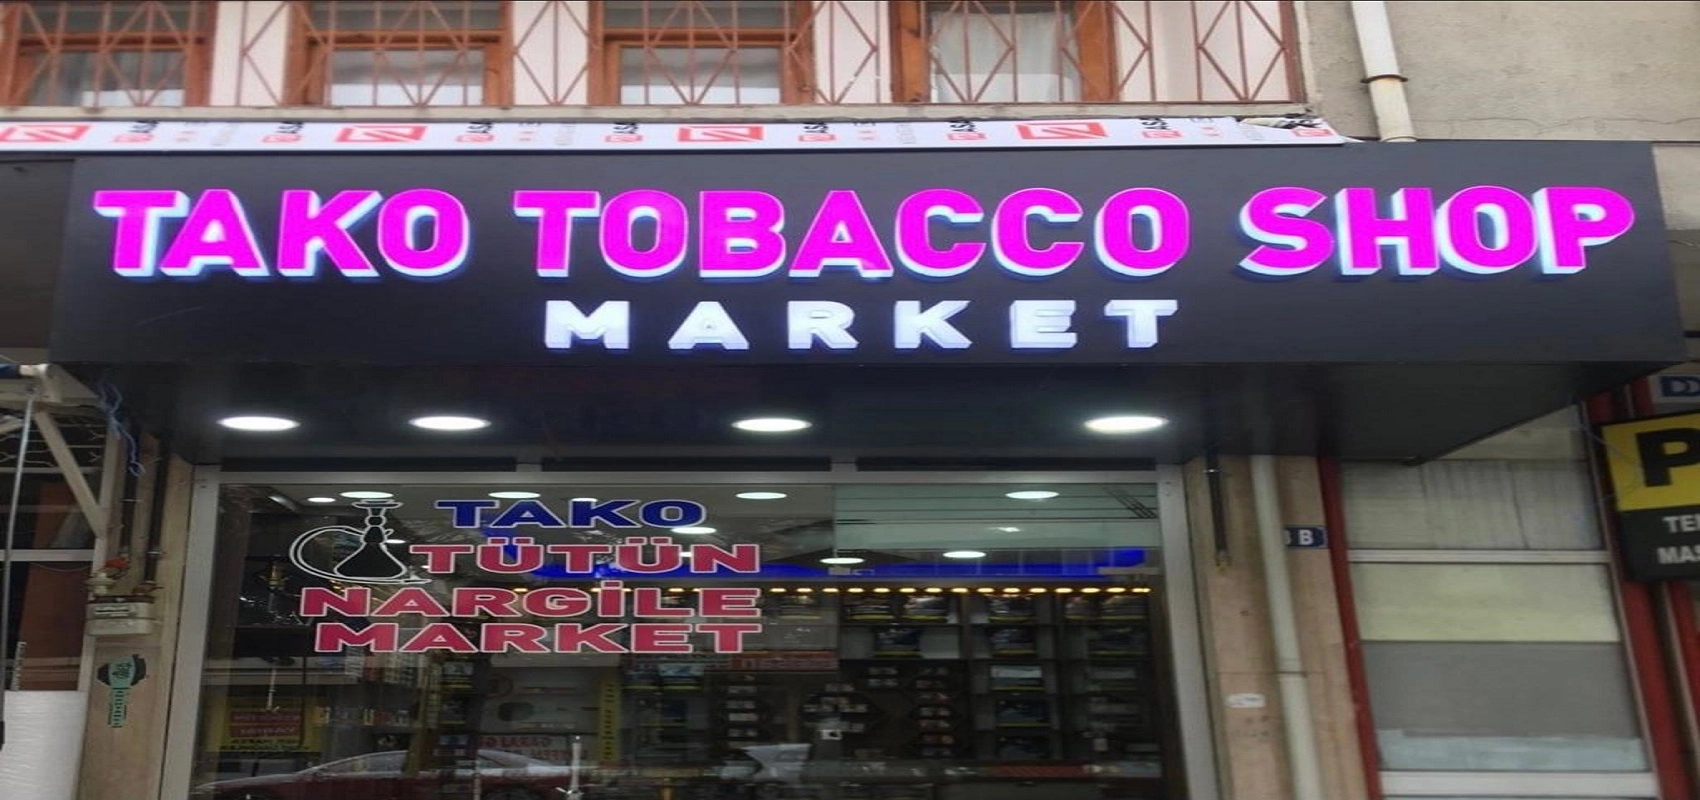 TAKO TOBACCO SHOP
MARKET
TAKO
TÜTÜN
NARGİLE
MARKET
B
P